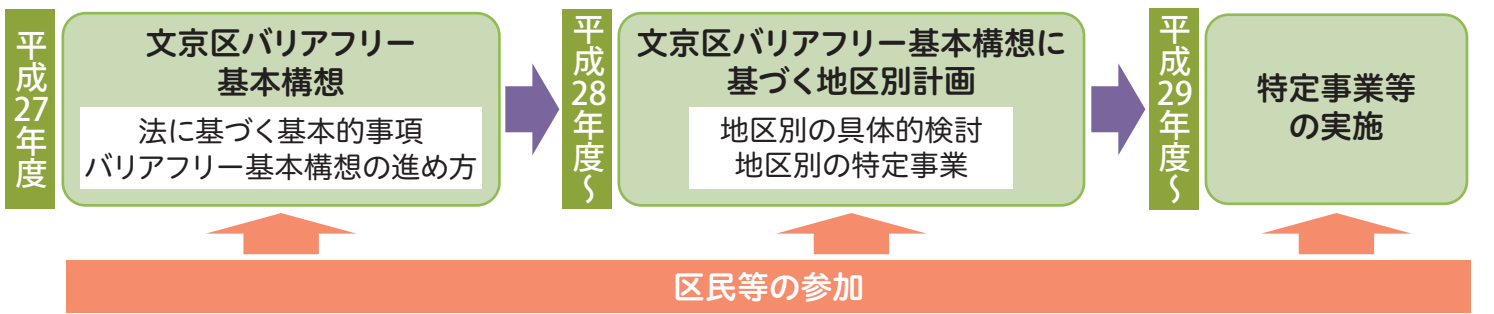 平成27年度
文京区バリアフリー
基本構想
法に基づく基本的事項
バリアフリー基本構想の進め方
平成28年度～
文京区バリアフリー基本構想に
基づく地区別計画
地区別の具体的検討
地区別の特定事業
平成29年度～
特定事業等
の実施
区民等の参加